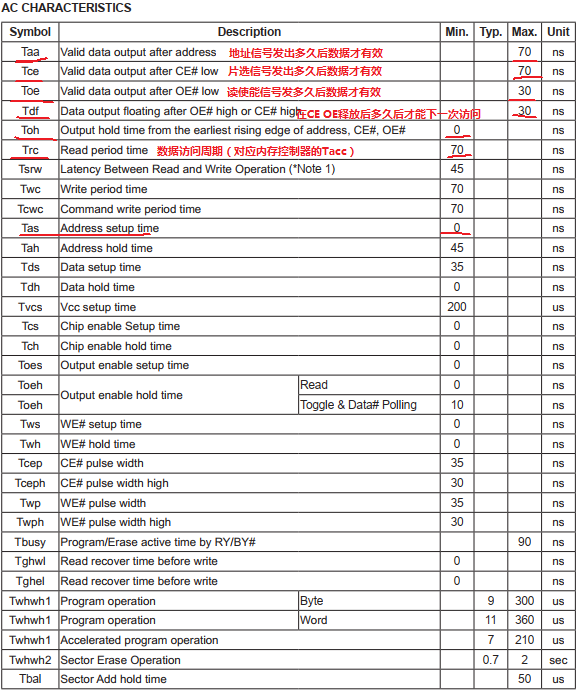 AC CHARACTERISTICS
Symbol Description Min. Typ. Max. Unit
Taa Valid data output after address 地址信号发出多久后数据才有效 70 ns
Tce Valid data output after CE# low 片选信号发出多久后数据才有效 70 ns
Toe Valid data output after OE# low 读使能信号发多久后数据才有效 30 ns
Tdf Data output floating after OE# high or CE# high 在CE OE释放后多久后才能下一次访问 30 ns
Toh Output hold time from the earliest rising edge of address, CE#, OE# 0 ns
Trc Read period time 数据访问周期（对应内存控制器的Tacc） 70 ns
Tsrw Latency Between Read and Write Operation (*Note 1) 45 ns
Twc Write period time 70 ns
Tcwc Command write period time 70 ns
Tas Address setup time 0 ns
Tah Address hold time 45 ns
Tds Data setup time 35 ns
Tdh Data hold time 0 ns
Tvcs Vcc setup time 200 us
Tcs Chip enable Setup time 0 ns
Tch Chip enable hold time 0 ns
Toes Output enable setup time 0 ns
Toeh Output enable hold time Read 0 ns
Toeh Toggle & Data# Polling 10 ns
Tws WE# setup time 0 ns
Twh WE# hold time 0 ns
Tcep CE# pulse width 35 ns
Tceph CE# pulse width high 30 ns
Twp WE# pulse width 35 ns
Twph WE# pulse width high 30 ns
Tbusy Program/Erase active time by RY/BY# 90 ns
Tghwl Read recover time before write 0 ns
Tghel Read recover time before write 0 ns
Twhwh1 Program operation Byte 9 300 us
Twhwh1 Program operation Word 11 360 us
Twhwh1 Accelerated program operation 7 210 us
Twhwh2 Sector Erase Operation 0.7 2 sec
Tbal Sector Add hold time 50 us